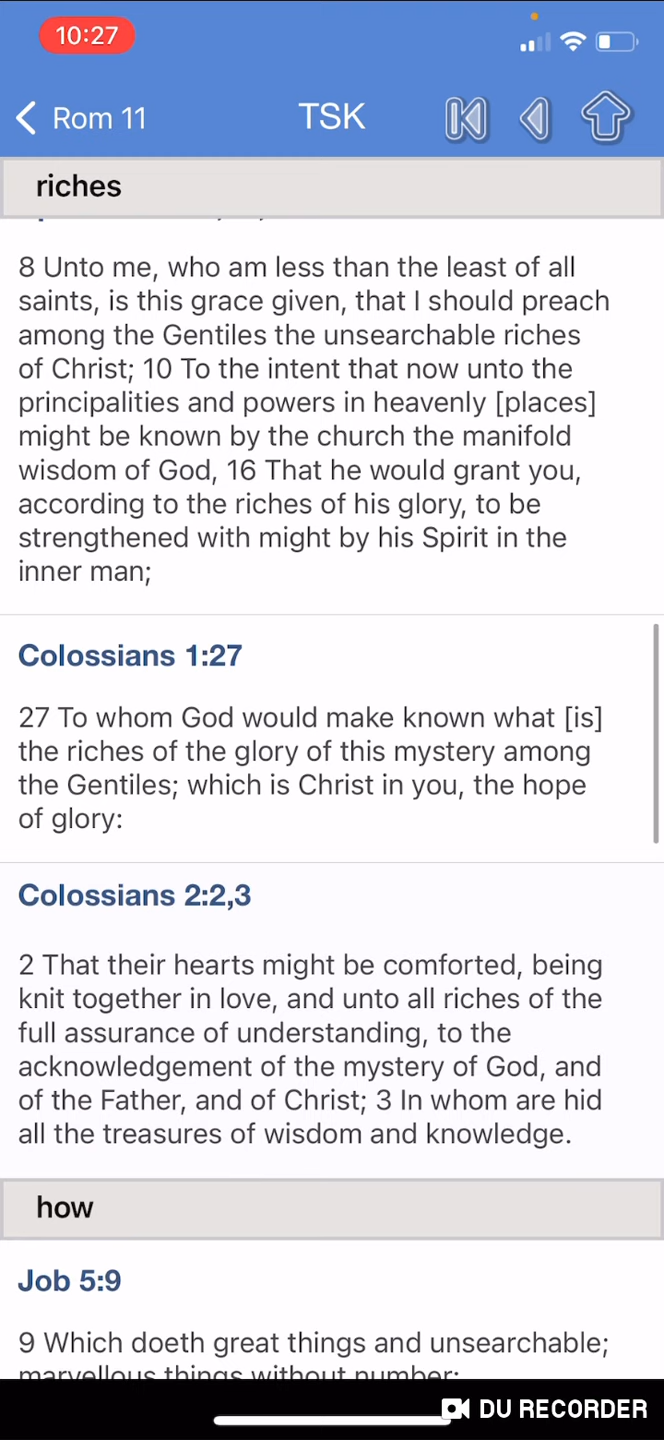 10:27
Rom 11
TSK
riches
8 Unto me, who am less than the least of all
saints, is this grace given, that I should preach
among the Gentiles the unsearchable riches
of Christ; 10 To the intent that now unto the
principalities and powers in heavenly [places]
might be known by the church the manifold
wisdom of God, 16 That he would grant you,
according to the riches of his glory, to be
strengthened with might by his Spirit in the
inner man;
Colossians 1:27
27 To whom God would make known what [is]
the riches of the glory of this mystery among
the Gentiles; which is Christ in you, the hope
of glory:
Colossians 2:2,3
2 That their hearts might be comforted, being
knit together in love, and unto all riches of the
full assurance of understanding, to the
acknowledgement of the mystery of God, and
of the Father, and of Christ; 3 In whom are hid
all the treasures of wisdom and knowledge.
how
Job 5:9
9 Which doeth great things and unsearchable;
marvellous things without number:
DU RECORDER